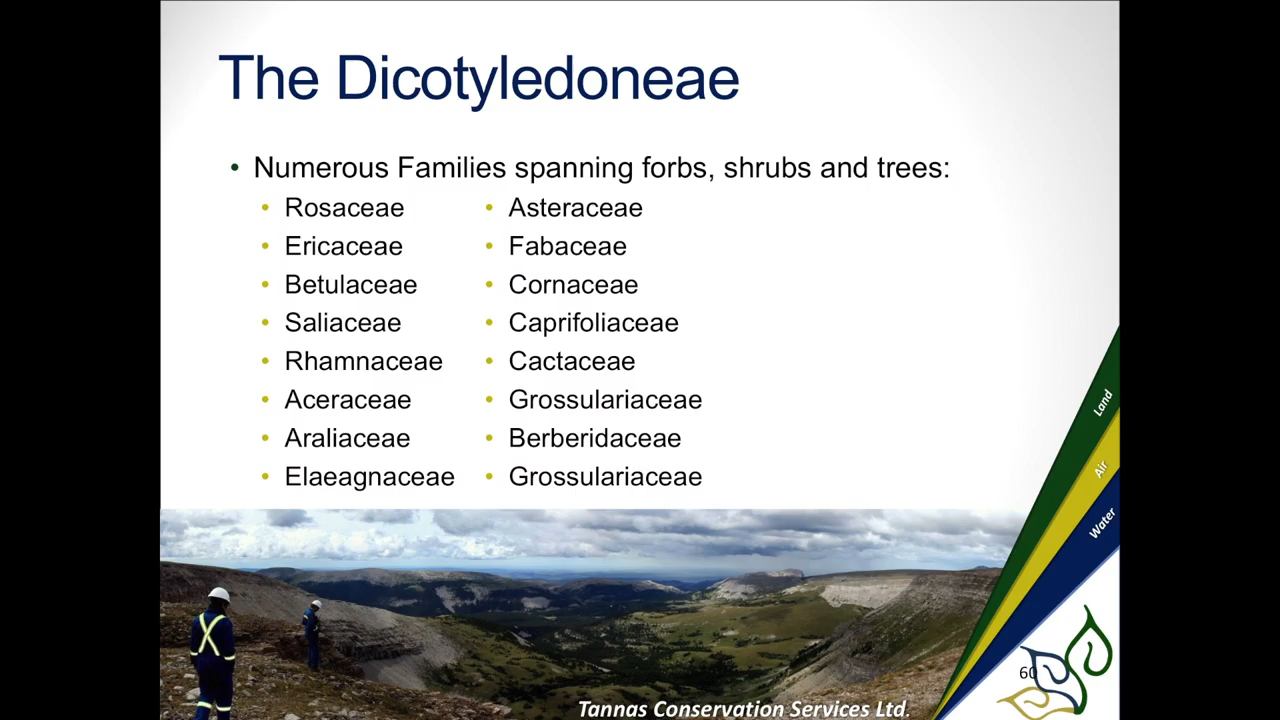 The Dicotyledoneae
• Numerous Families spanning forbs, shrubs and trees:
• Rosaceae
• Ericaceae
• Betulaceae
• Saliaceae
• Rhamnaceae
• Aceraceae
• Araliaceae
• Elaeagnaceae
• Asteraceae
• Fabaceae
• Cornaceae
• Caprifoliaceae
• Cactaceae
• Grossulariaceae
• Berberidaceae
• Grossulariaceae
Land
Air
Water
60
Tannas Conservation Services Ltd.